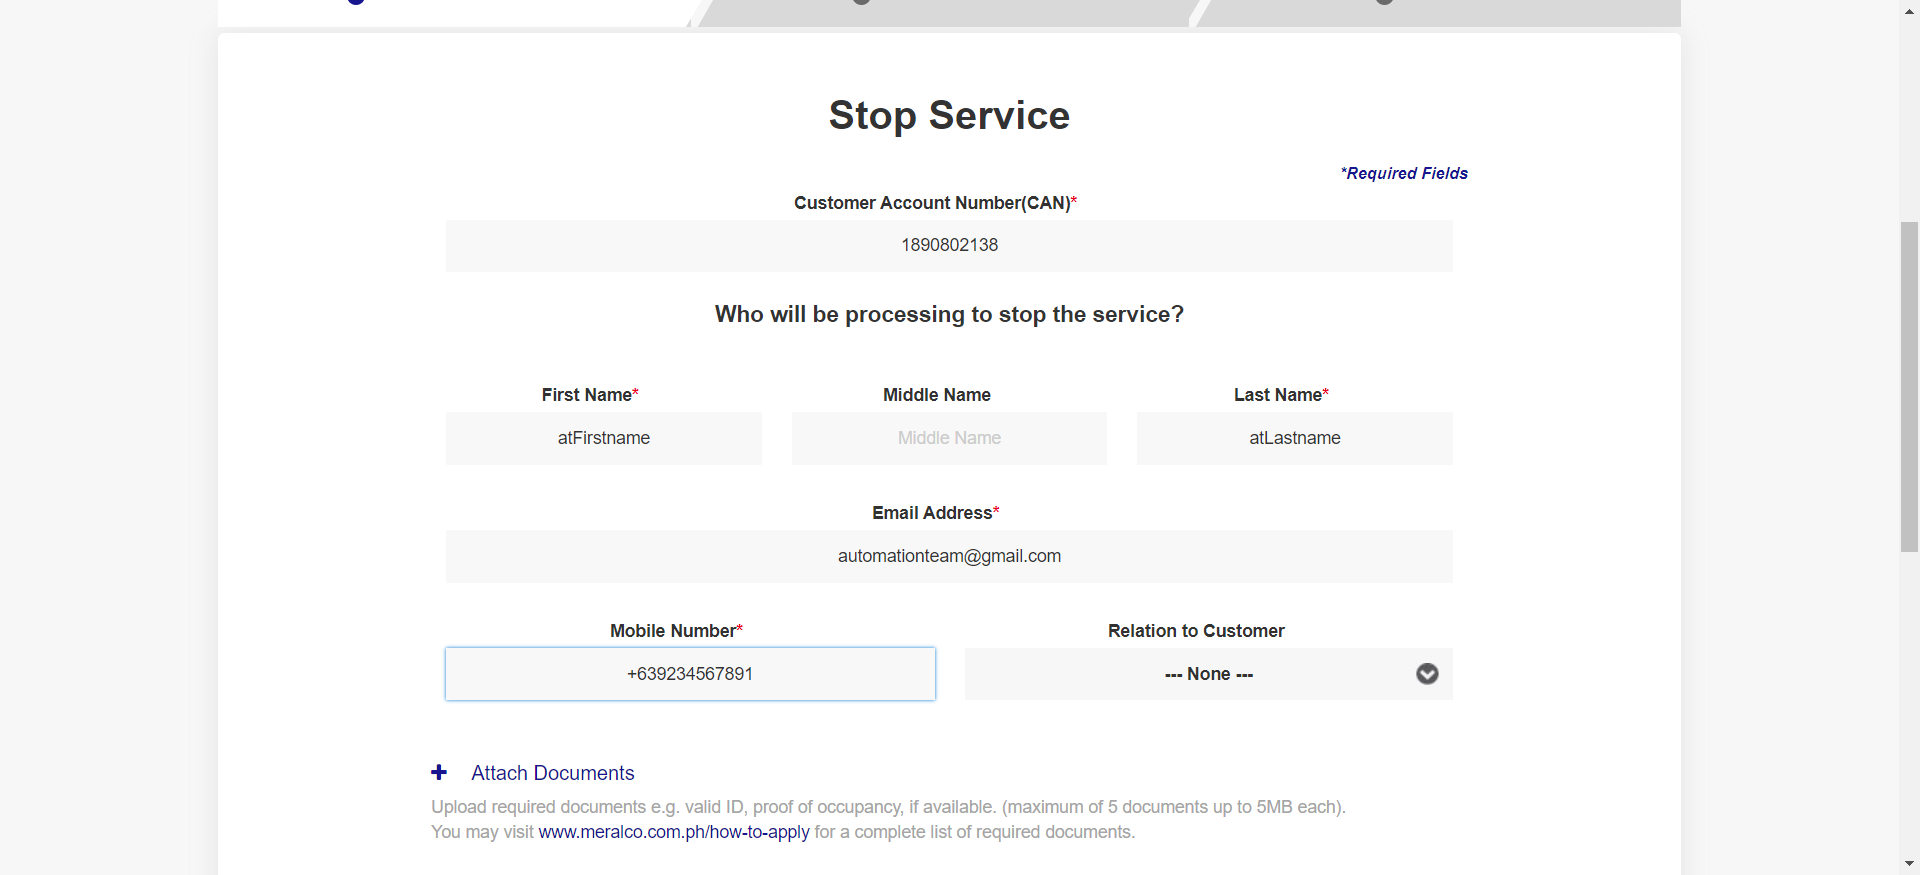 Stop Service
*Required Fields
Customer Account Number(CAN)*
1890802138
Who will be processing to stop the service?
First Name* Middle Name Last Name*
atFirstname Middle Name atLastname
Email Address*
automationteam@gmail.com
Mobile Number* Relation to Customer
+639234567891 --- None ---
Attach Documents
Upload required documents e.g. valid ID, proof of occupancy, if available. (maximum of 5 documents up to 5MB each).
You may visit www.meralco.com.ph/how-to-apply for a complete list of required documents.